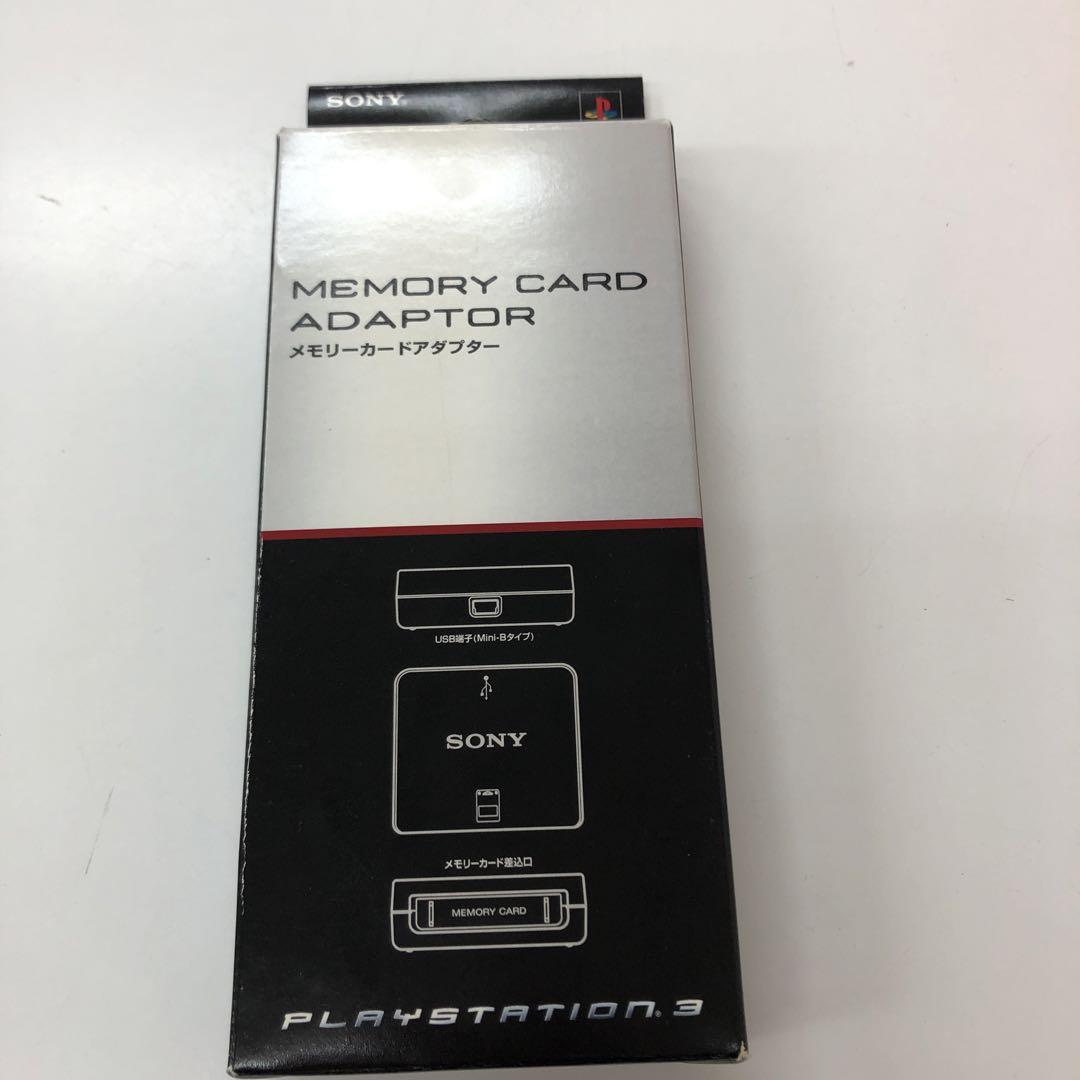 SONY
MEMORY CARD
ADAPTOR
メモリーカードアダプター
USB端子(Mini-Bタイプ)
SONY
メモリーカード差込口
MEMORY CARD
PLAYSTATION 3